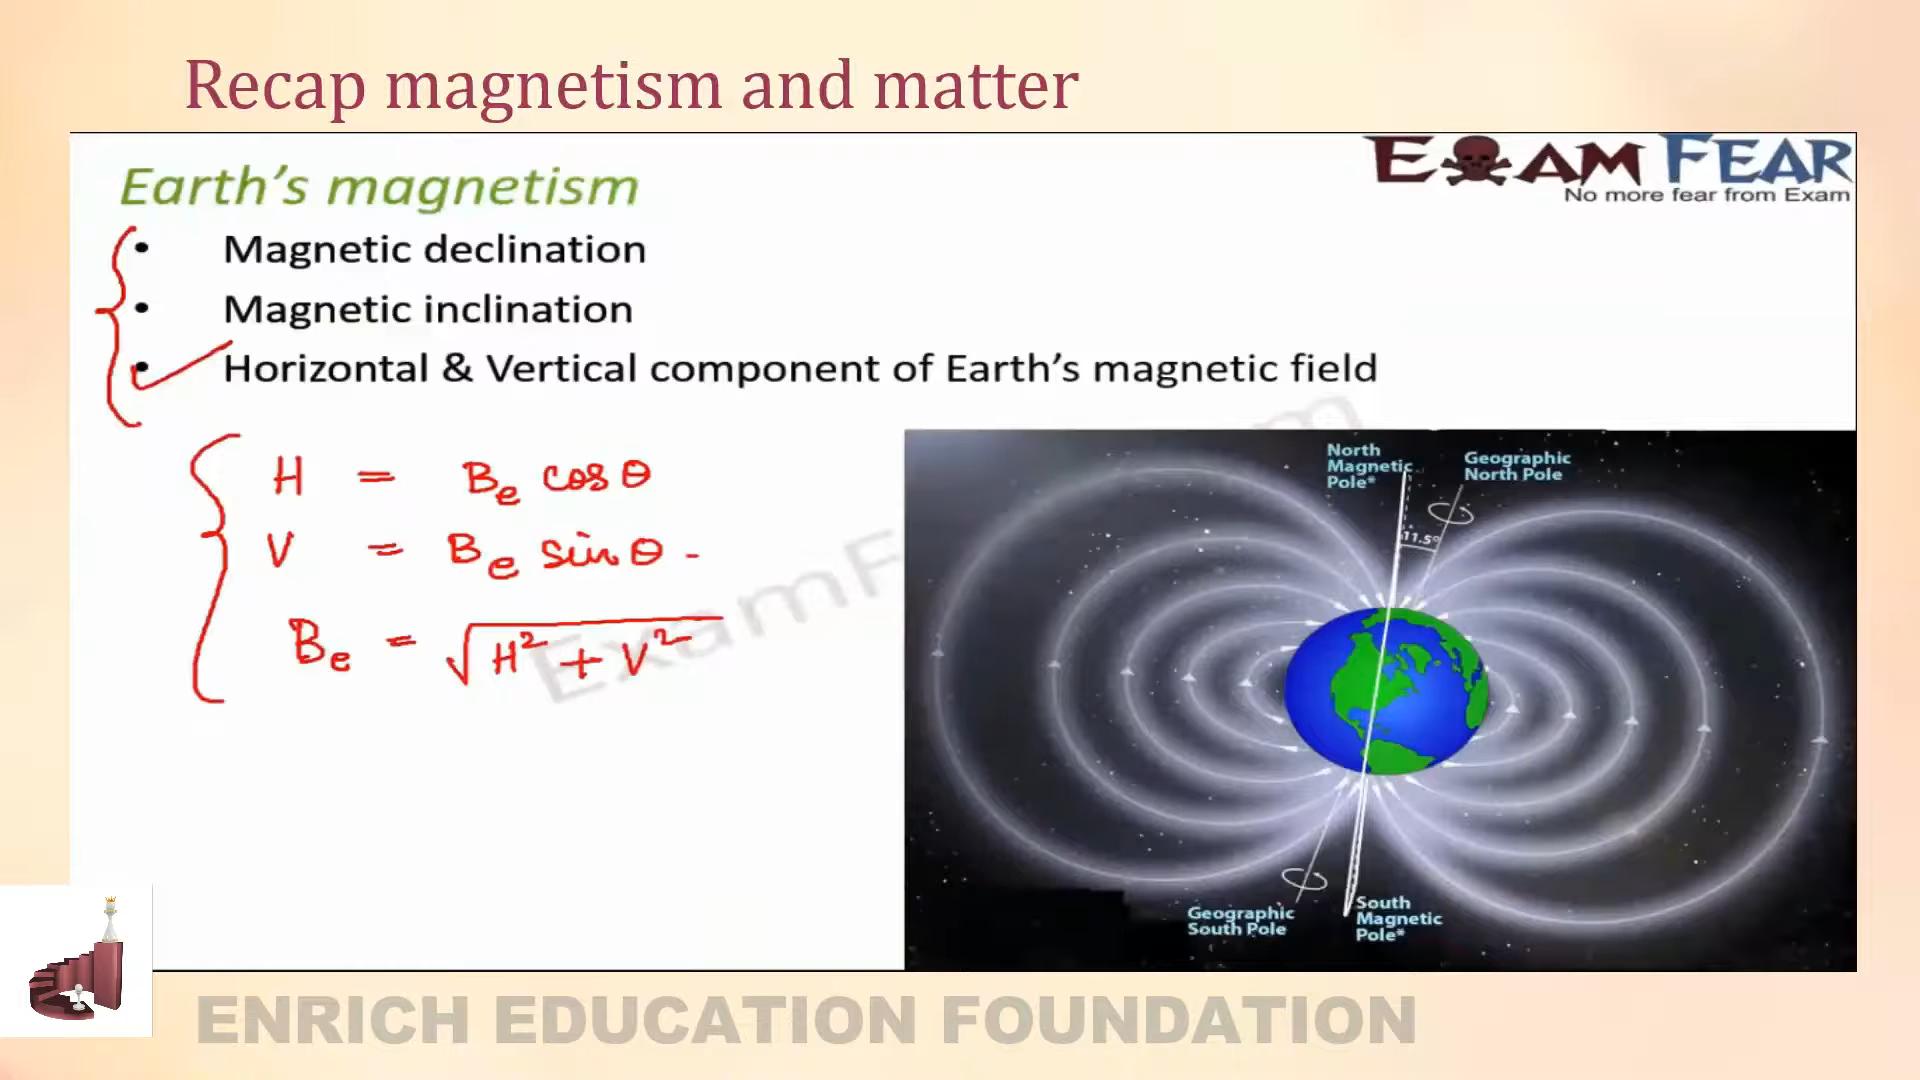 Recap magnetism and matter
EXAM FEAR
No more fear from Exam
Earth's magnetism
• Magnetic declination
• Magnetic inclination
• Horizontal & Vertical component of Earth's magnetic field
H = Be cos θ
V = Be sin θ -
Be = √H² + V²
North
Magnetic
Pole*
Geographic
North Pole
11.5°
Geographic
South Pole
South
Magnetic
Pole*
ENRICH EDUCATION FOUNDATION